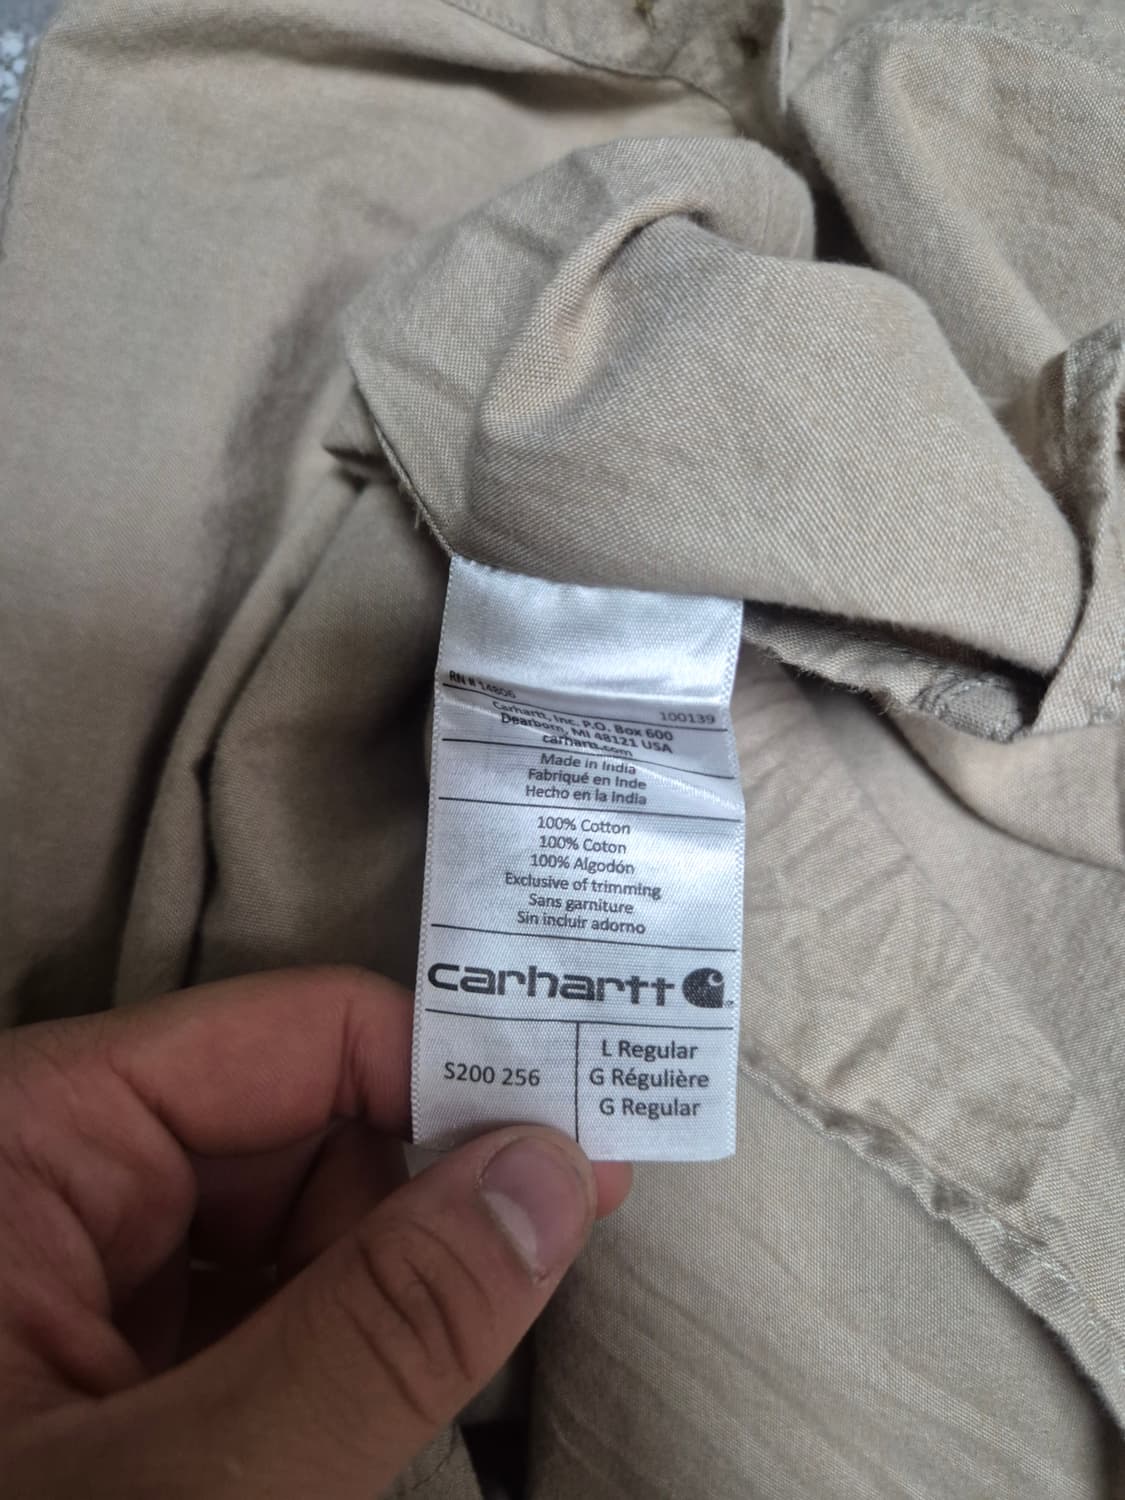 RN # 14806 100139
Carhartt, Inc. P.O. Box 600
Dearborn, MI 48121 USA
carhartt.com
Made in India
Fabriqué en Inde
Hecho en la India
100% Cotton
100% Coton
100% Algodón
Exclusive of trimming
Sans garniture
Sin incluir adorno
carhartt
S200 256
L Regular
G Régulière
G Regular